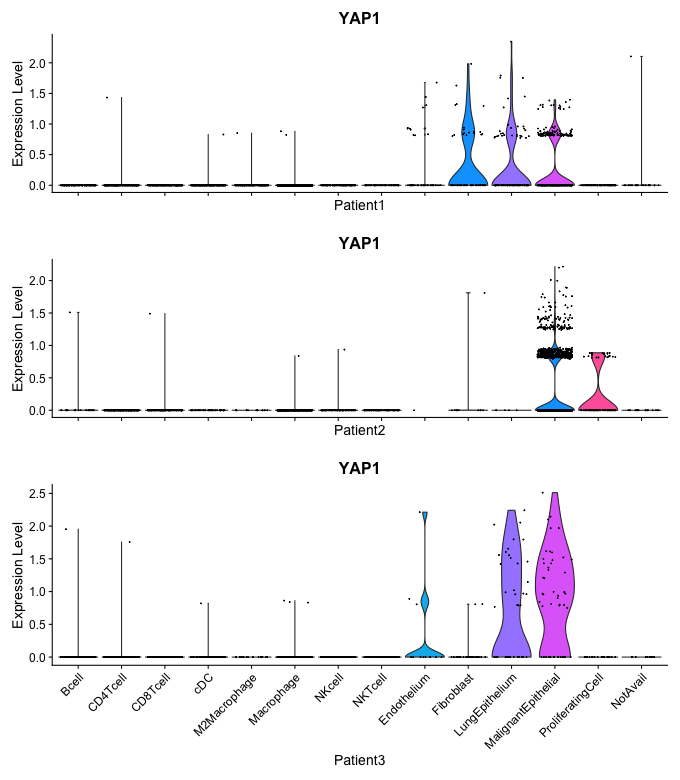 YAP1
Expression Level
2.0
1.5
1.0
0.5
0.0
Patient1
YAP1
Expression Level
2.0
1.5
1.0
0.5
0.0
Patient2
YAP1
Expression Level
2.5
2.0
1.5
1.0
0.5
0.0
Bcell
CD4Tcell
CD8Tcell
cDC
M2Macrophage
Macrophage
NKcell
NKTcell
Endothelium
Fibroblast
LungEpithelium
MalignantEpithelial
ProliferatingCell
NotAvail
Patient3